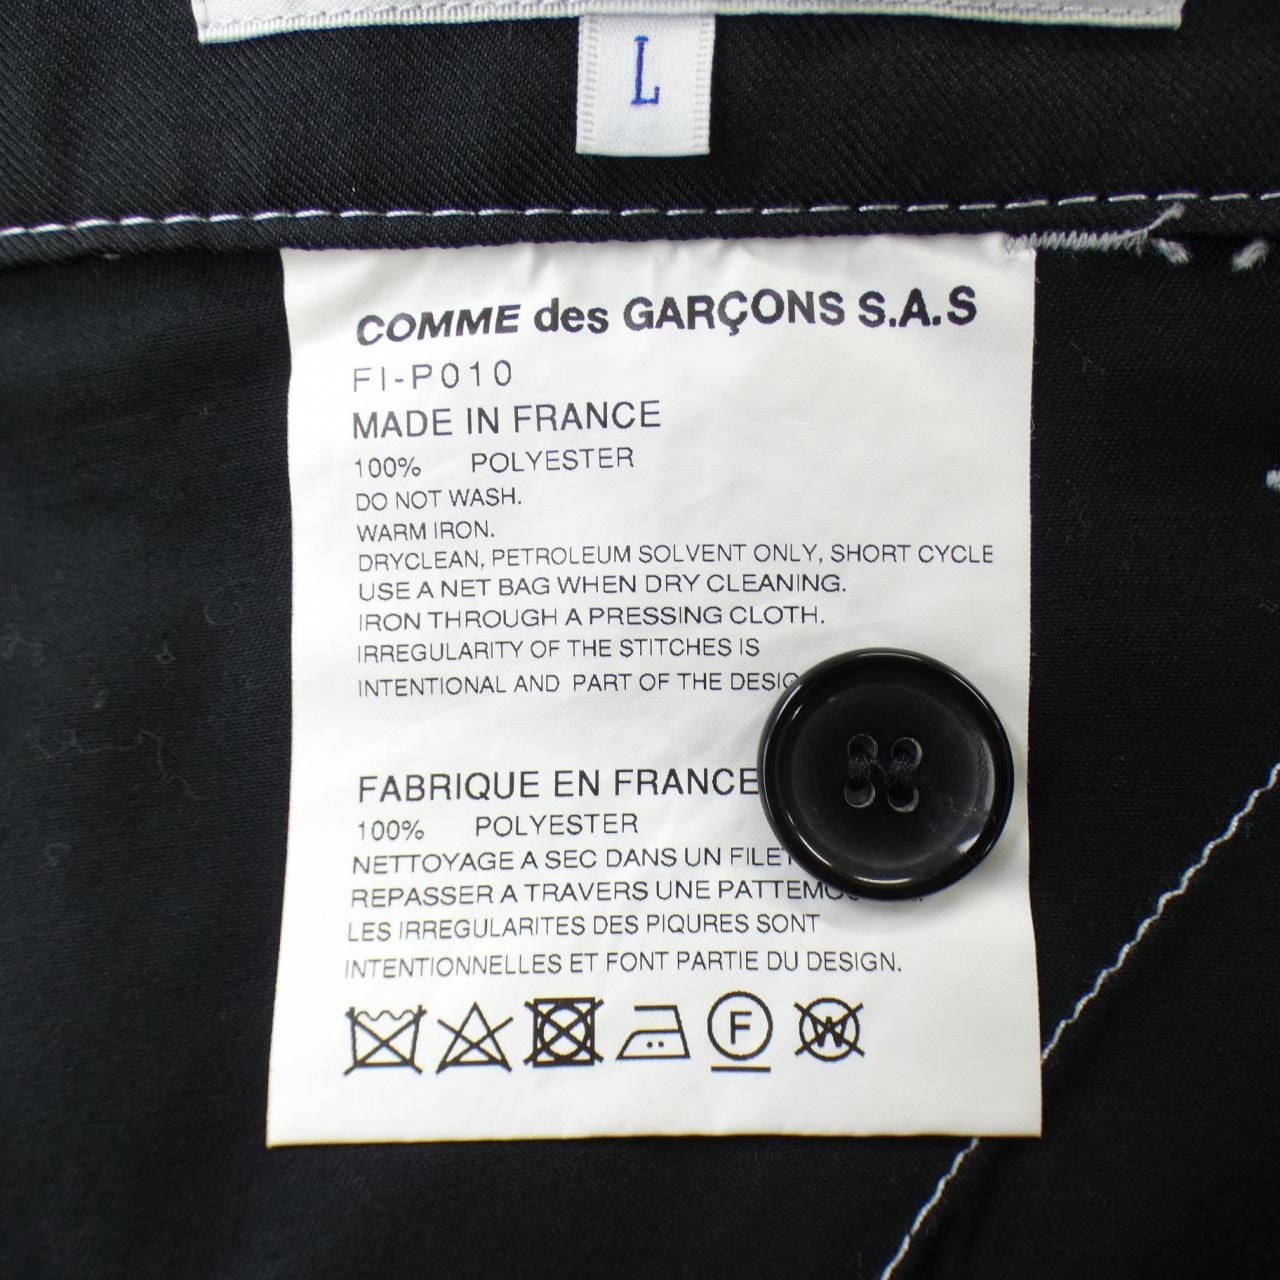 L
COMME des GARÇONS S.A.S
FI-P010
MADE IN FRANCE
100% POLYESTER
DO NOT WASH.
WARM IRON.
DRYCLEAN, PETROLEUM SOLVENT ONLY, SHORT CYCLE
USE A NET BAG WHEN DRY CLEANING.
IRON THROUGH A PRESSING CLOTH.
IRREGULARITY OF THE STITCHES IS
INTENTIONAL AND PART OF THE
FABRIQUE EN FRANCE
100% POLYESTER
NETTOYAGE A SEC DANS UN
REPASSER A TRAVERS UNE
LES IRREGULARITES DES PIQURES SONT
INTENTIONNELLES ET FONT PARTIE DU DESIGN.
F W